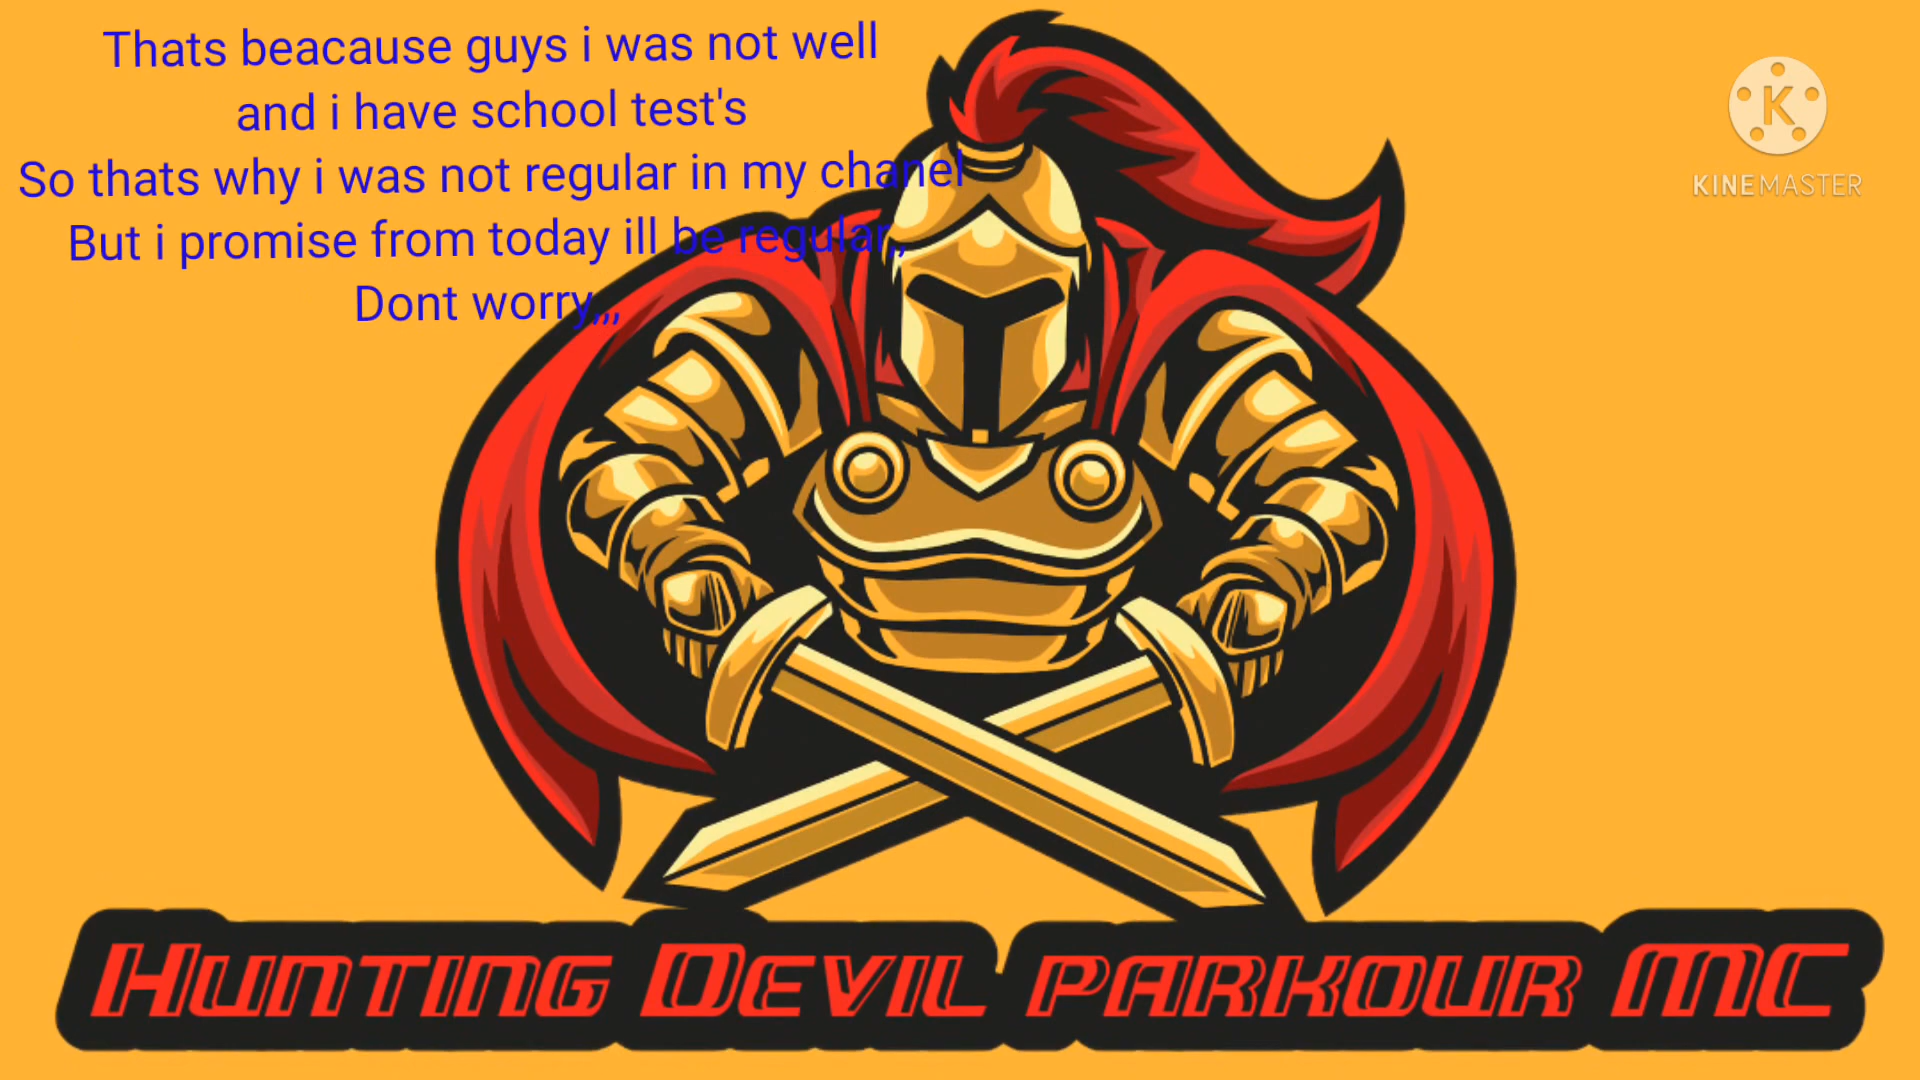 Thats beacause guys i was not well
and i have school test's
So thats why i was not regular in my chanel
But i promise from today ill be regular,,
Dont worry,,,
K
KINEMASTER
HUNTING DEVIL PARKOUR MC